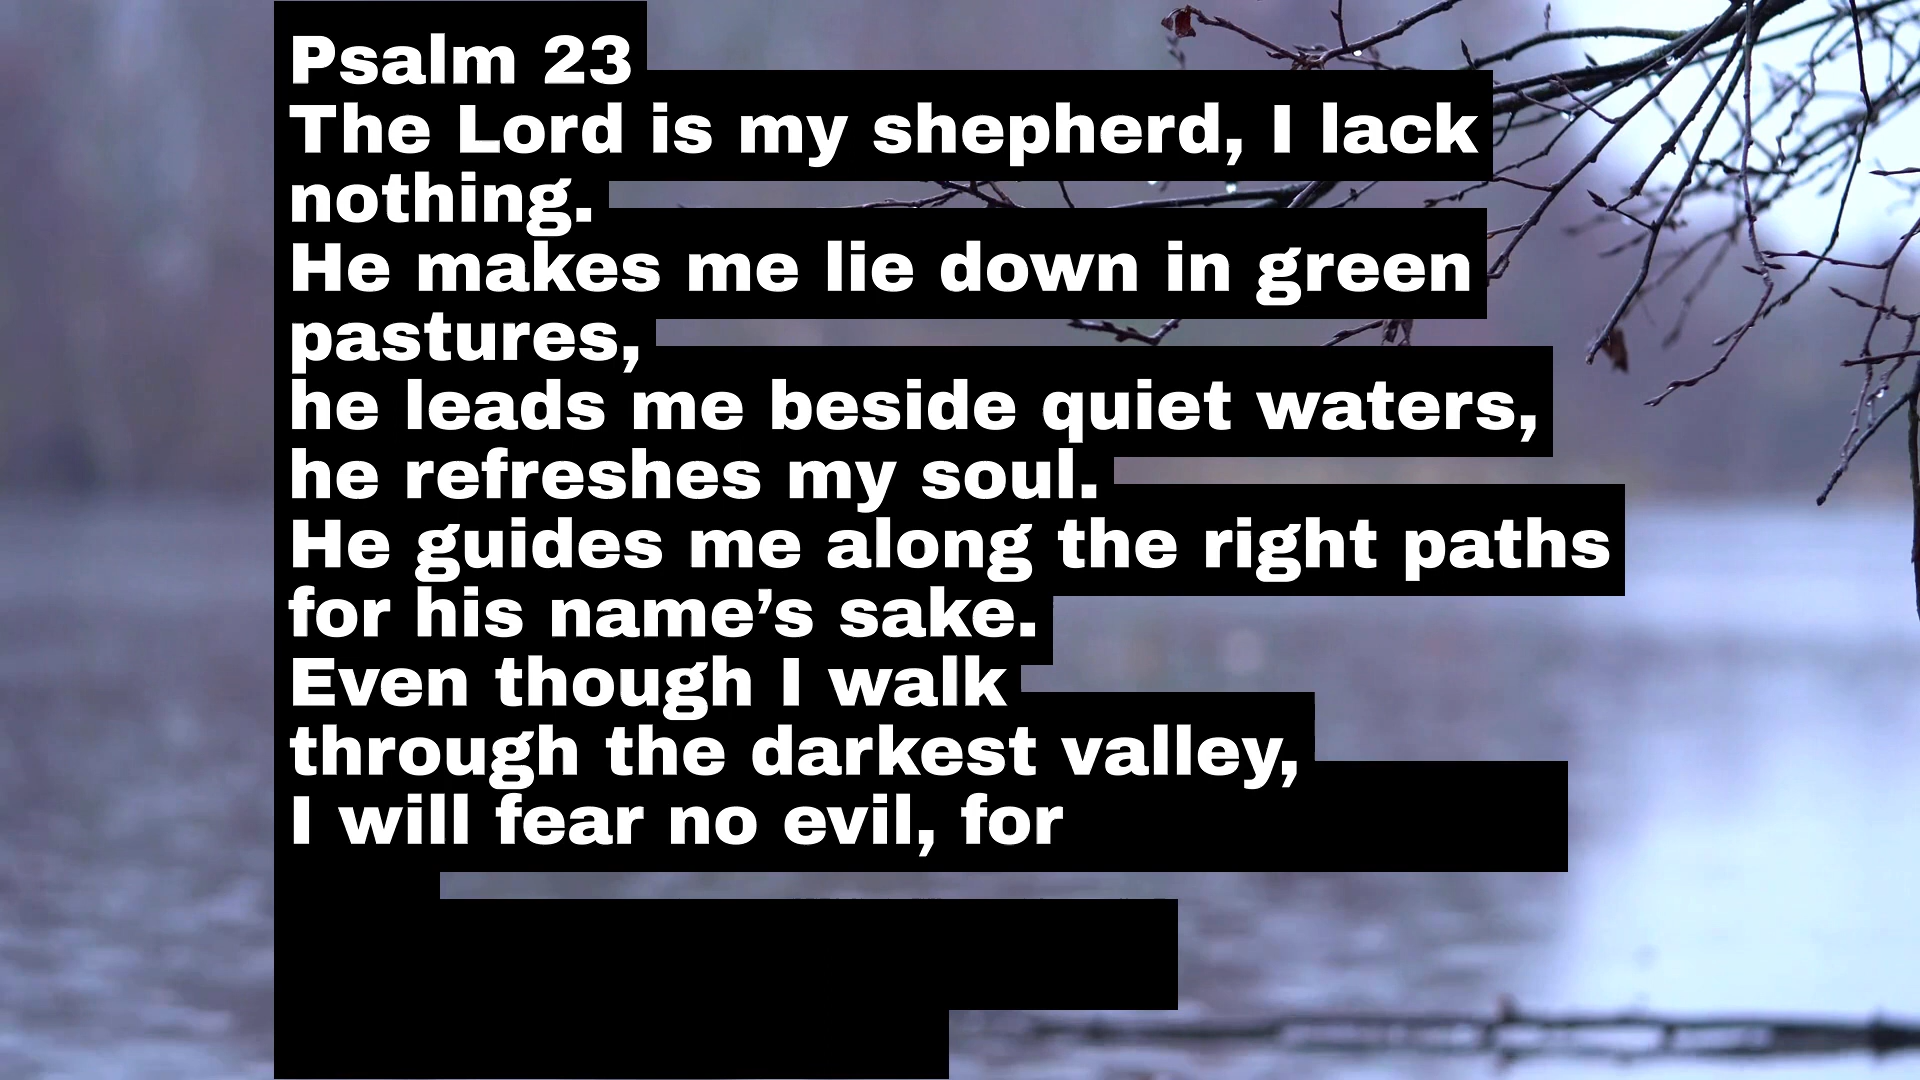 Psalm 23
The Lord is my shepherd, I lack
nothing.
He makes me lie down in green
pastures,
he leads me beside quiet waters,
he refreshes my soul.
He guides me along the right paths
for his name’s sake.
Even though I walk
through the darkest valley,
I will fear no evil, for